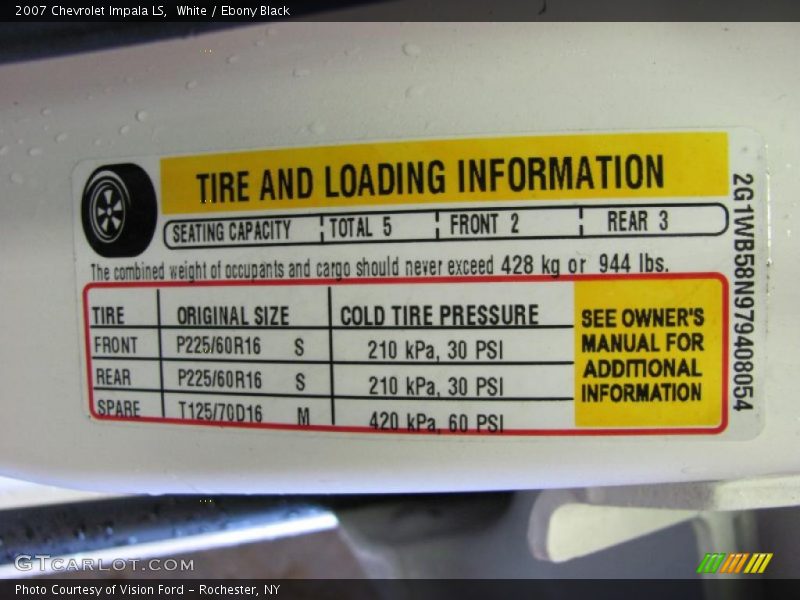 2007 Chevrolet Impala LS, White / Ebony Black
TIRE AND LOADING INFORMATION
SEATING CAPACITY TOTAL 5 FRONT 2 REAR 3
The combined weight of occupants and cargo should never exceed 428 kg or 944 lbs.
TIRE ORIGINAL SIZE COLD TIRE PRESSURE
FRONT P225/60R16 S 210 kPa, 30 PSI
REAR P225/60R16 S 210 kPa, 30 PSI
SPARE T125/70D16 M 420 kPa, 60 PSI
SEE OWNER'S
MANUAL FOR
ADDITIONAL
INFORMATION
2G1WB58N979408054
GTCARLOT.COM
Photo Courtesy of Vision Ford - Rochester, NY